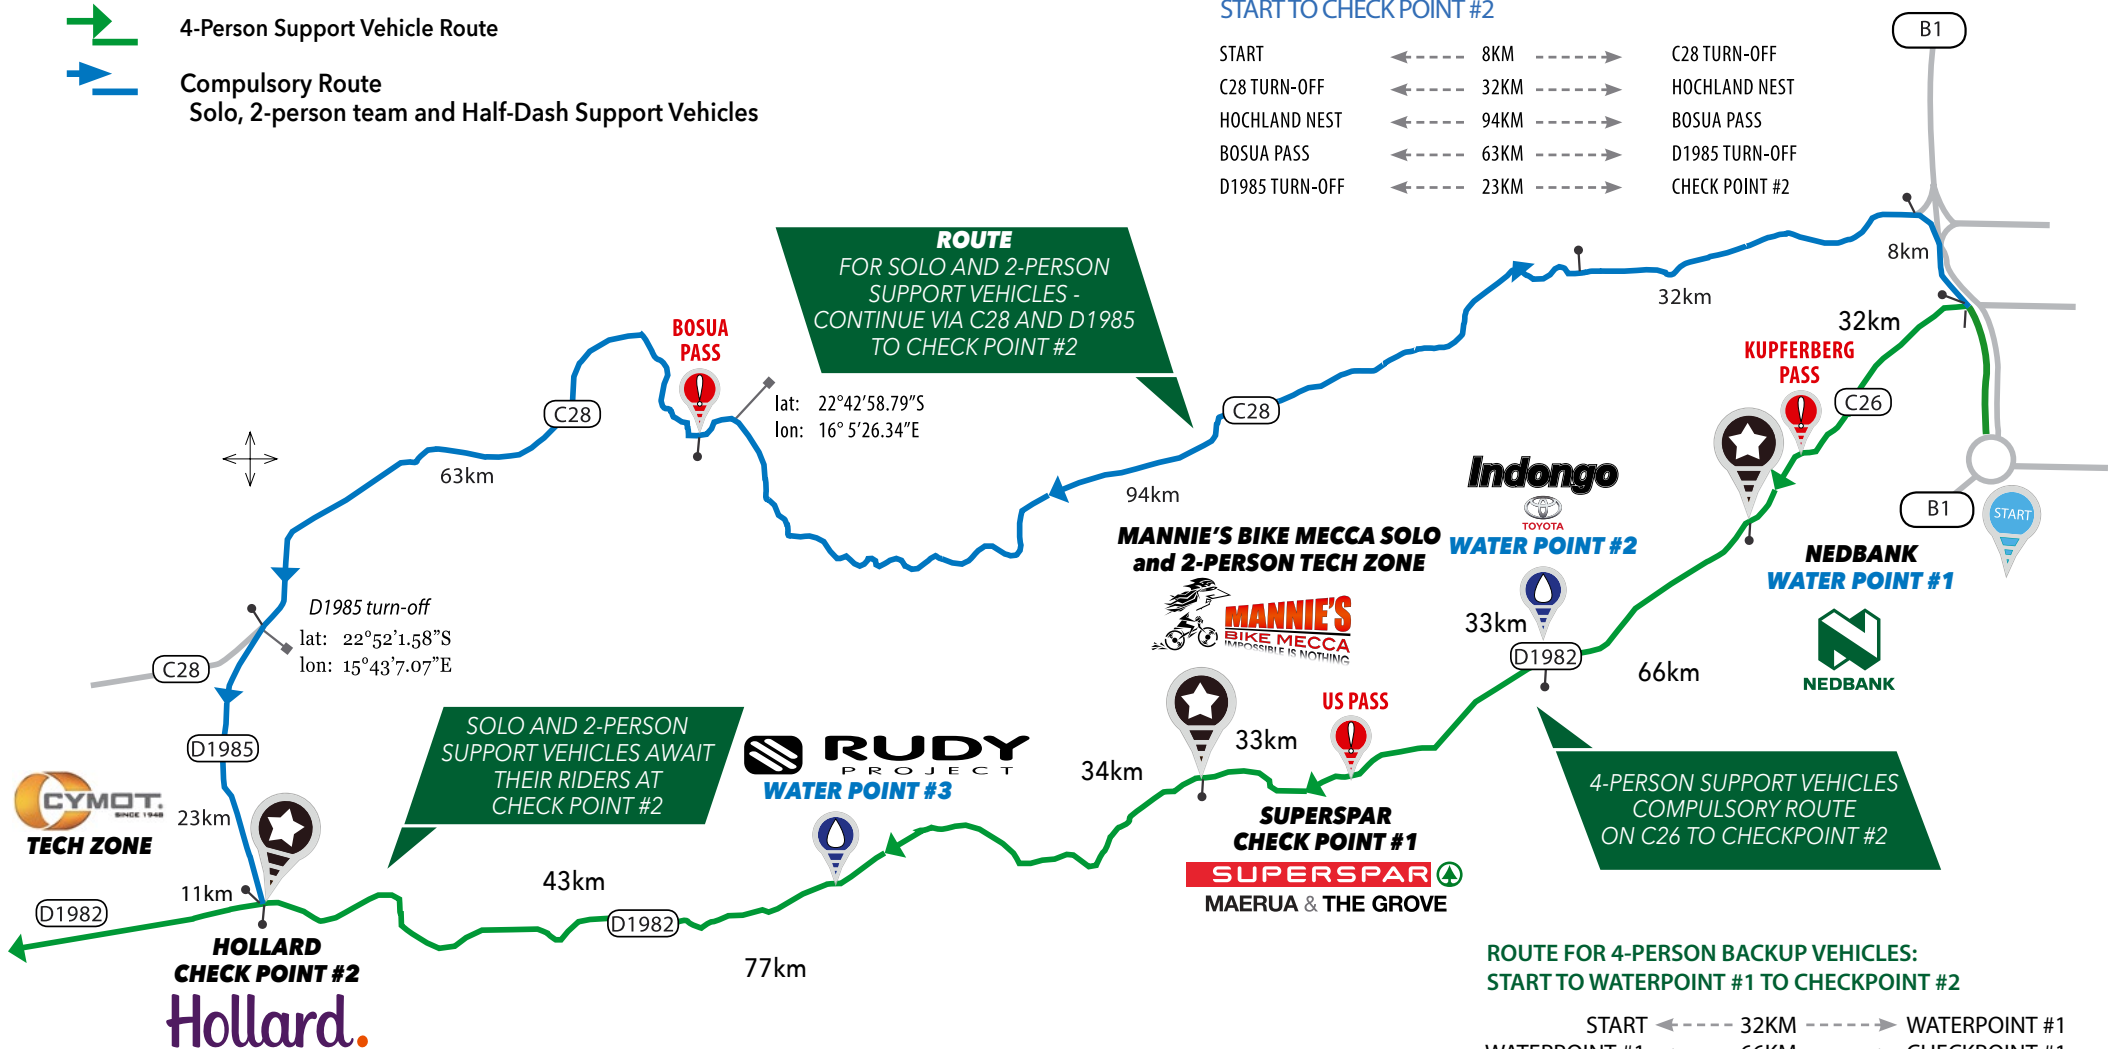 4-Person Support Vehicle Route
Compulsory Route
Solo, 2-person team and Half-Dash Support Vehicles
START TO CHECK POINT #2
START 8KM C28 TURN-OFF
C28 TURN-OFF 32KM HOCHLAND NEST
HOCHLAND NEST 94KM BOSUA PASS
BOSUA PASS 63KM D1985 TURN-OFF
D1985 TURN-OFF 23KM CHECK POINT #2
B1
8km
32km
32km
ROUTE
FOR SOLO AND 2-PERSON
SUPPORT VEHICLES -
CONTINUE VIA C28 AND D1985
TO CHECK POINT #2
BOSUA
PASS
lat: 22°42'58.79"S
lon: 16° 5'26.34"E
C28
C28
63km
94km
KUPFERBERG
PASS
C26
B1
START
Indongo
TOYOTA
WATER POINT #2
MANNIE'S BIKE MECCA SOLO
and 2-PERSON TECH ZONE
MANNIE'S
BIKE MECCA
IMPOSSIBLE IS NOTHING
NEDBANK
WATER POINT #1
NEDBANK
33km
D1982
66km
D1985 turn-off
lat: 22°52'1.58"S
lon: 15°43'7.07"E
C28
D1985
CYMOT.
SINCE 1948
TECH ZONE
23km
11km
D1982
SOLO AND 2-PERSON
SUPPORT VEHICLES AWAIT
THEIR RIDERS AT
CHECK POINT #2
RUDY
PROJECT
WATER POINT #3
US PASS
33km
34km
SUPERSPAR
CHECK POINT #1
SUPERSPAR
MAERUA & THE GROVE
4-PERSON SUPPORT VEHICLES
COMPULSORY ROUTE
ON C26 TO CHECKPOINT #2
43km
D1982
77km
HOLLARD
CHECK POINT #2
Hollard.
ROUTE FOR 4-PERSON BACKUP VEHICLES:
START TO WATERPOINT #1 TO CHECKPOINT #2
START 32KM WATERPOINT #1
WATERPOINT #1 66KM CHECKPOINT #1